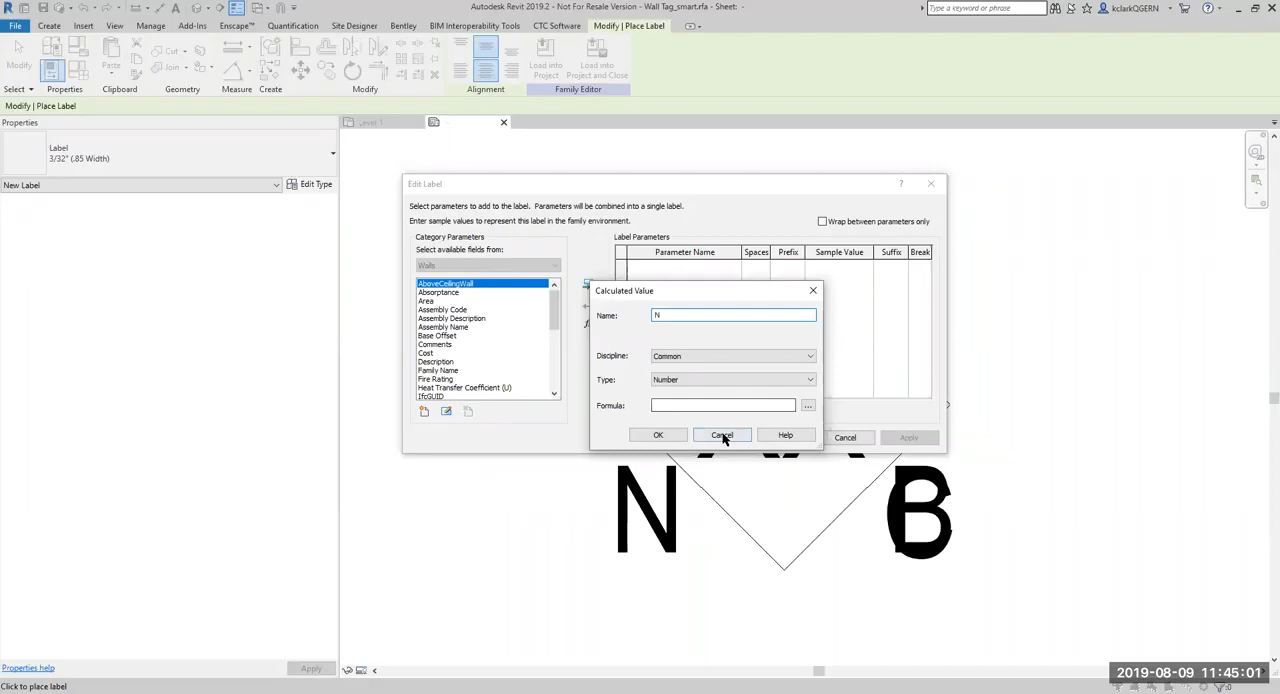 Autodesk Revit 2019.2 - Not For Resale Version - Wall Tag_smart.rfa - Sheet: -
Type a keyword or phrase
kclarkQGERN
File Create Insert View Manage Add-Ins Enscape™ Quantification Site Designer Bentley BIM Interoperability Tools CTC Software Modify | Place Label
Modify
Paste
Cut
Join
Load into Project
Load into Project and Close
Select Properties Clipboard Geometry Measure Create Modify Alignment Family Editor
Modify | Place Label
Properties
Level 1
Label
3/32" (.85 Width)
New Label
Edit Type
Edit Label
?
Select parameters to add to the label. Parameters will be combined into a single label.
Enter sample values to represent this label in the family environment.
Wrap between parameters only
Category Parameters
Label Parameters
Select available fields from:
Walls
Parameter Name Spaces Prefix Sample Value Suffix Break
AboveCeilingWall
Absorptance
Area
Assembly Code
Assembly Description
Assembly Name
Base Offset
Comments
Cost
Description
Family Name
Fire Rating
Heat Transfer Coefficient (U)
IfcGUID
Calculated Value
Name: N
Discipline: Common
Type: Number
Formula:
...
OK Cancel Help
Cancel Apply
N
B
Properties help
Apply
2019-08-09 11:45:01
Click to place label
:0